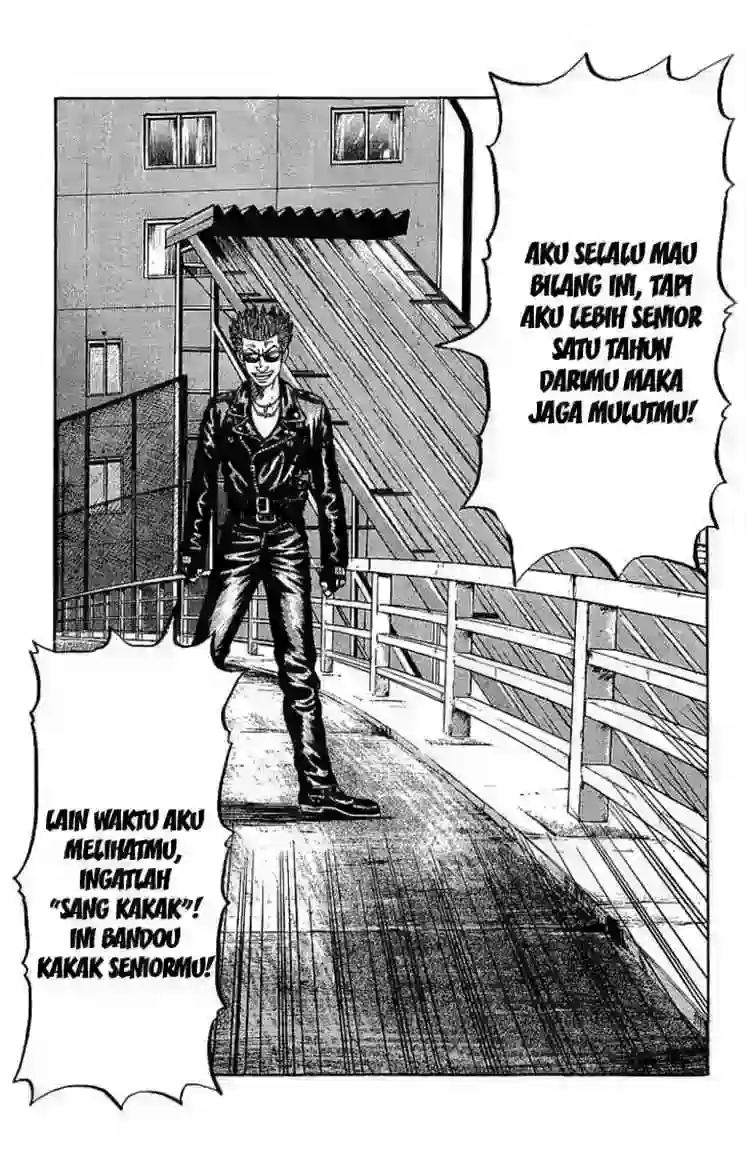 AKU SELALU MAU
BILANG INI, TAPI
AKU LEBIH SENIOR
SATU TAHUN
DARIMU MAKA
JAGA MULUTMU!
LAIN WAKTU AKU
MELIHATMU,
INGATLAH
"SANG KAKAK"!
INI BANDOU
KAKAK SENIORMU!